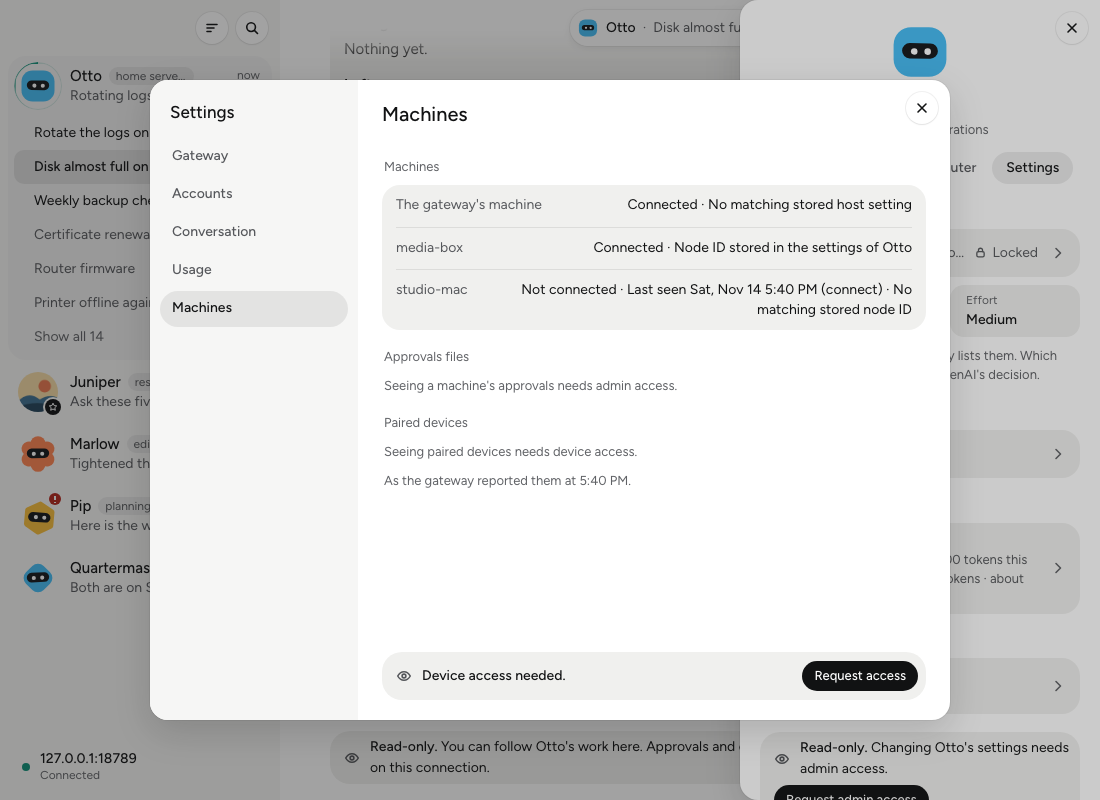 Otto · Disk almost fu
Nothing yet.
Otto home serve... now
Rotating logs
Rotate the logs on
Disk almost full on
Weekly backup che
Certificate renewa
Router firmware
Printer offline agai
Show all 14
Juniper res
Ask these fiv
Marlow edi
Tightened th
Pip planning
Here is the w
Quartermas
Both are on S
127.0.0.1:18789
Connected
Settings
Gateway
Accounts
Conversation
Usage
Machines
Machines
Machines
The gateway's machine Connected · No matching stored host setting
media-box Connected · Node ID stored in the settings of Otto
studio-mac Not connected · Last seen Sat, Nov 14 5:40 PM (connect) · No
matching stored node ID
Approvals files
Seeing a machine's approvals needs admin access.
Paired devices
Seeing paired devices needs device access.
As the gateway reported them at 5:40 PM.
Device access needed. Request access
Read-only. You can follow Otto's work here. Approvals and
on this connection.
rations
uter Settings
Locked
Effort
Medium
y lists them. Which
enAI's decision.
00 tokens this
okens · about
Read-only. Changing Otto's settings needs
admin access.
Request admin access